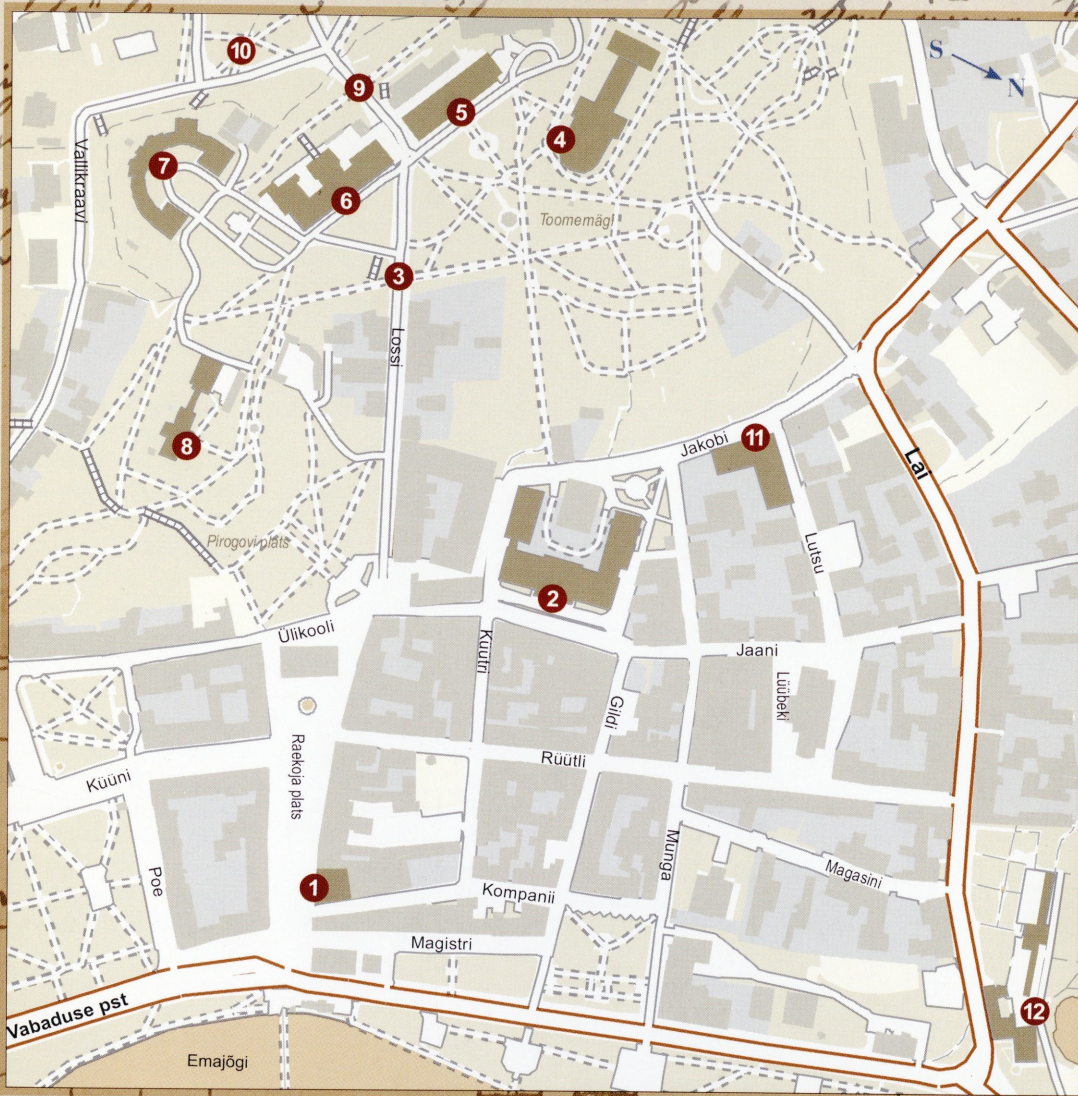 10
S
N
9
5
4
Vallikraavi
7
6
Toomemägi
3
Lossi
11
Jakobi
8
Lai
Pirogovi plats
Lutsu
2
Ülikooli
Küütri
Jaani
Lüübeki
Gildi
Raekoja plats
Rüütli
Küüni
Munga
Poe
Magasini
1
Kompanii
Magistri
Vabaduse pst
12
Emajõgi